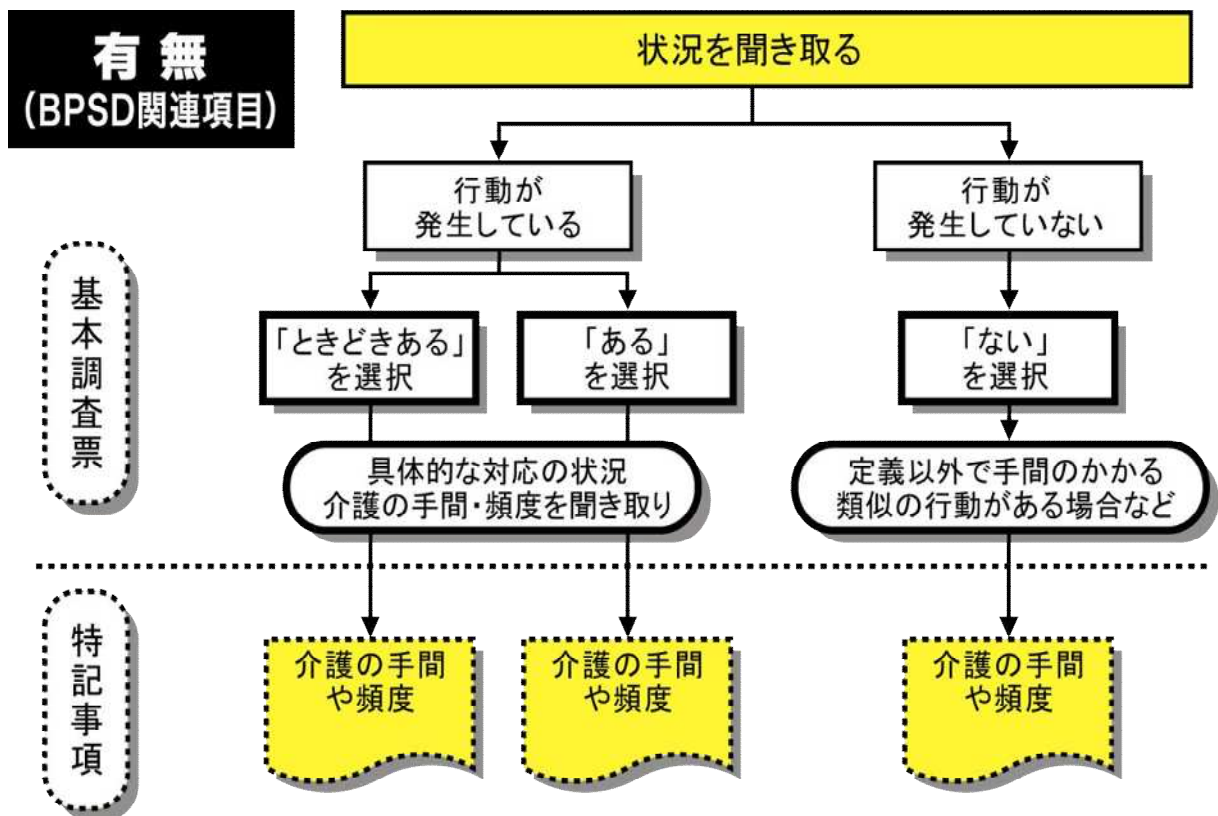 有無
(BPSD関連項目)
状況を聞き取る
行動が
発生している
行動が
発生していない
基本調査票
「ときどきある」
を選択
「ある」
を選択
「ない」
を選択
具体的な対応の状況
介護の手間・頻度を聞き取り
定義以外で手間のかかる
類似の行動がある場合など
特記事項
介護の手間
や頻度
介護の手間
や頻度
介護の手間
や頻度